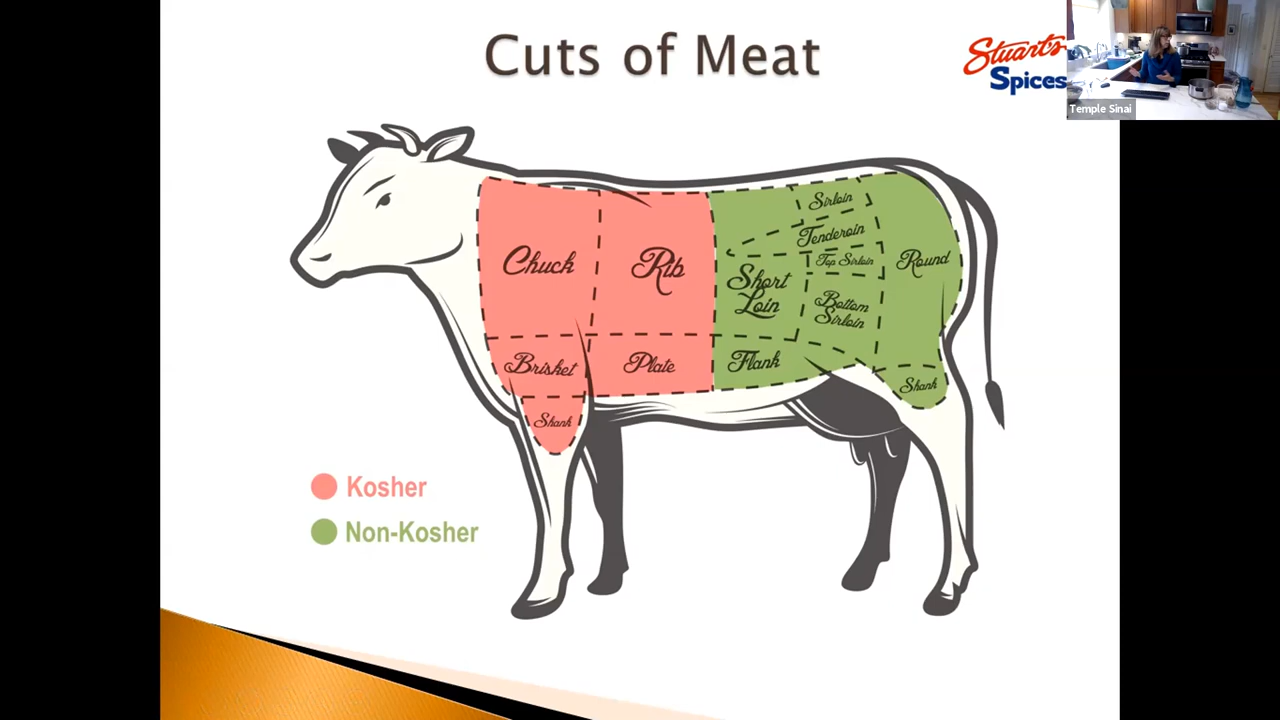 Cuts of Meat
Stuart's
Spices
Temple Sinai
Chuck
Rib
Short
Loin
Sirloin
Tenderoin
Top Sirloin
Bottom
Sirloin
Round
Brisket
Plate
Flank
Shank
Shank
Kosher
Non-Kosher